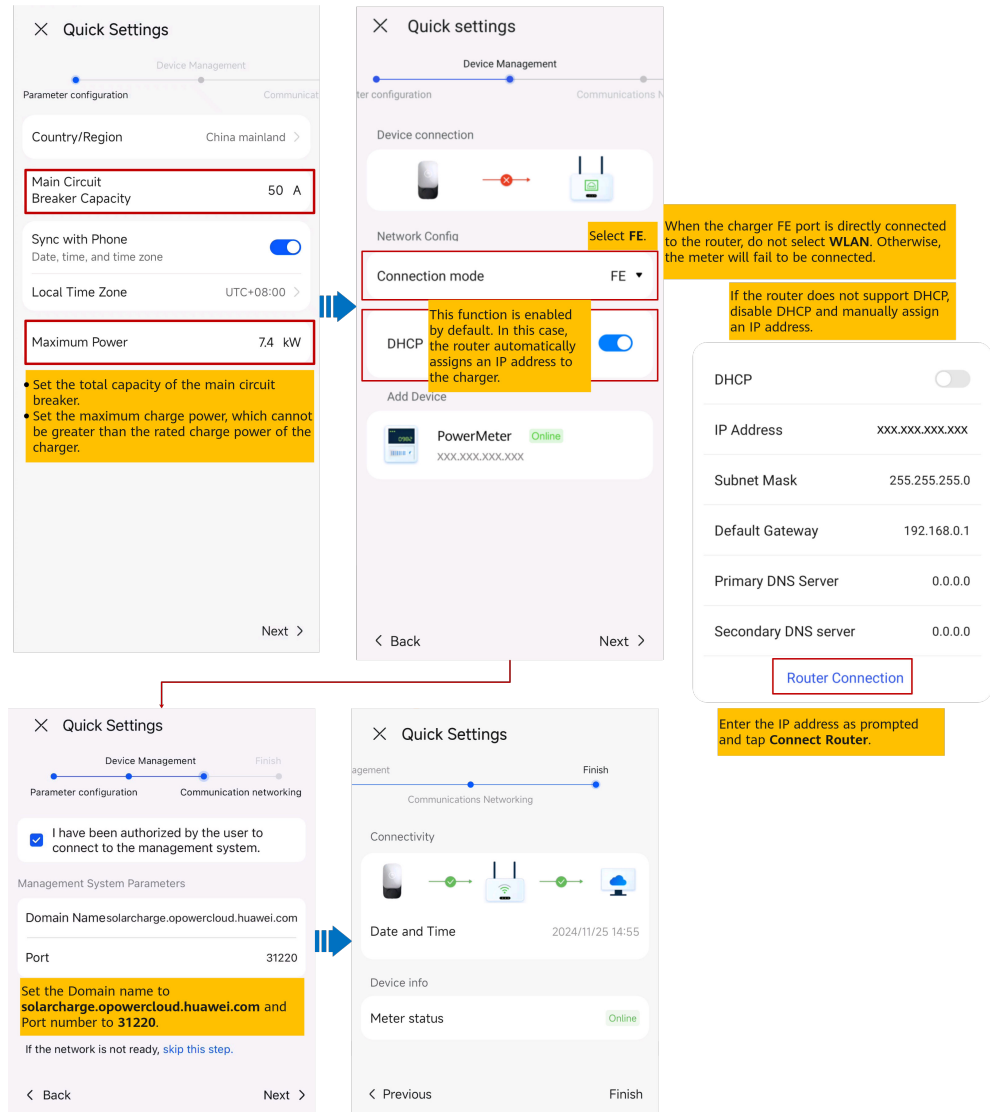 Quick Settings
Device Management
Parameter configuration
Communicat
Country/Region
China mainland
Main Circuit
Breaker Capacity
50 A
Sync with Phone
Date, time, and time zone
Local Time Zone
UTC+08:00
Maximum Power
7.4 kW
• Set the total capacity of the main circuit
breaker.
• Set the maximum charge power, which cannot
be greater than the rated charge power of the
charger.
Next
Quick settings
Device Management
ter configuration
Communications N
Device connection
Network Config
Select FE.
When the charger FE port is directly connected
to the router, do not select WLAN. Otherwise,
the meter will fail to be connected.
Connection mode
FE
DHCP
This function is enabled
by default. In this case,
the router automatically
assigns an IP address to
the charger.
Add Device
PowerMeter
Online
XXX.XXX.XXX.XXX
Back
Next
If the router does not support DHCP,
disable DHCP and manually assign
an IP address.
DHCP
IP Address
XXX.XXX.XXX.XXX
Subnet Mask
255.255.255.0
Default Gateway
192.168.0.1
Primary DNS Server
0.0.0.0
Secondary DNS server
0.0.0.0
Router Connection
Enter the IP address as prompted
and tap Connect Router.
Quick Settings
Device Management
Finish
Parameter configuration
Communication networking
I have been authorized by the user to
connect to the management system.
Management System Parameters
Domain Name
solarcharge.opowercloud.huawei.com
Port
31220
Set the Domain name to
solarcharge.opowercloud.huawei.com and
Port number to 31220.
If the network is not ready, skip this step.
Back
Next
Quick Settings
agement
Finish
Communications Networking
Connectivity
Date and Time
2024/11/25 14:55
Device info
Meter status
Online
Previous
Finish